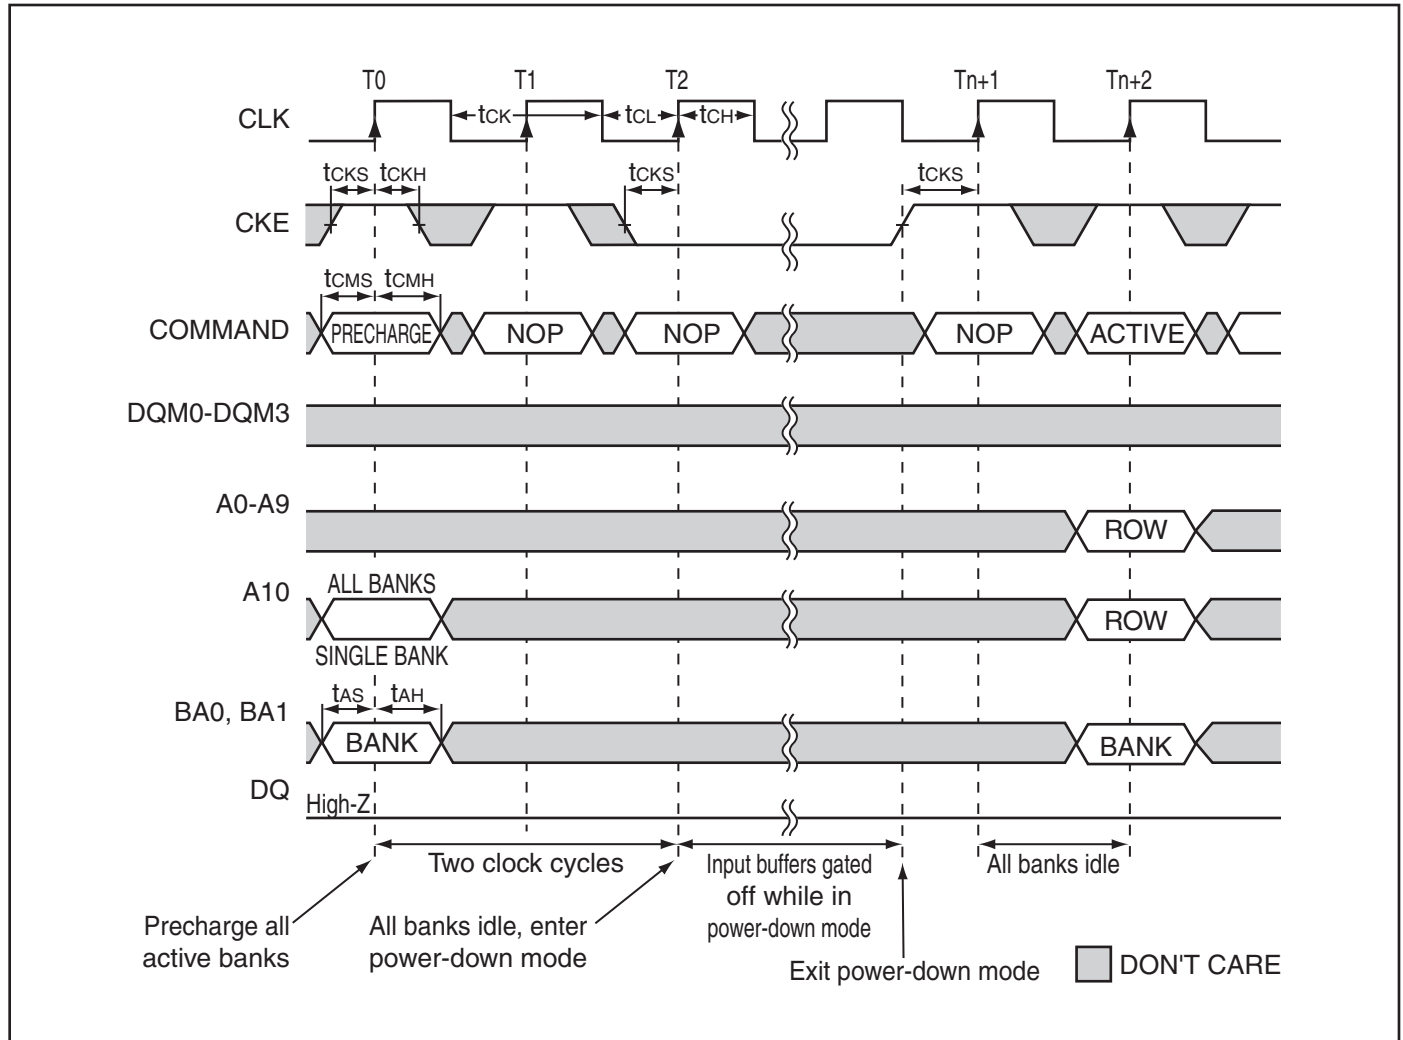 T0 T1 T2 Tn+1 Tn+2
CLK tCK tCL tCH
tCKS tCKH tCKS tCKS
CKE
tCMS tCMH
COMMAND PRECHARGE NOP NOP NOP ACTIVE
DQM0-DQM3
A0-A9 ROW
ALL BANKS
A10 ROW
SINGLE BANK
tAS tAH
BA0, BA1 BANK BANK
DQ High-Z
Two clock cycles
Input buffers gated
off while in
power-down mode
All banks idle
Precharge all
active banks
All banks idle, enter
power-down mode
Exit power-down mode
DON'T CARE